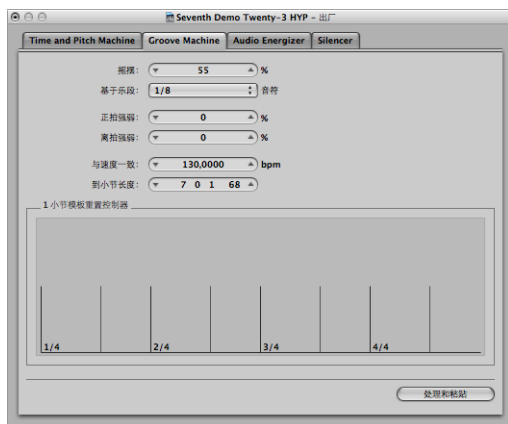 Seventh Demo Twenty-3 HYP - 出厂
Time and Pitch Machine Groove Machine Audio Energizer Silencer
摇摆: 55 %
基于乐段: 1/8 音符
正拍强弱: 0 %
离拍强弱: 0 %
与速度一致: 130,0000 bpm
到小节长度: 7 0 1 68
1 小节模板重置控制器
1/4 2/4 3/4 4/4
处理和粘贴